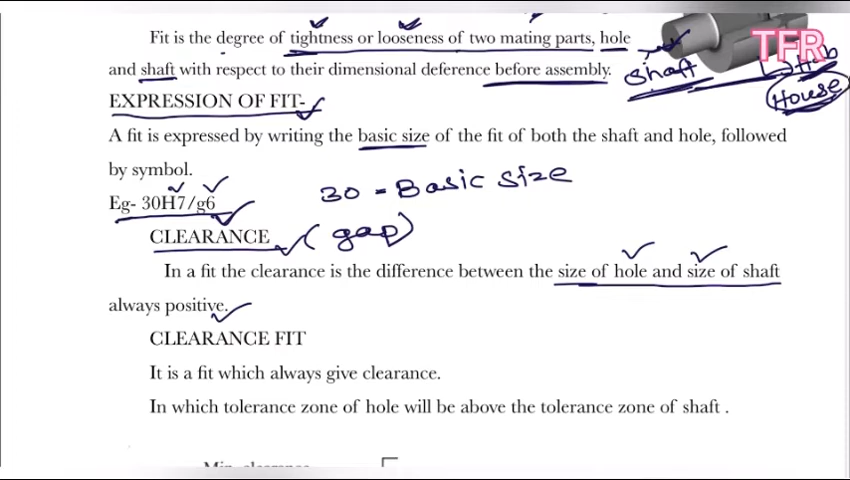 Fit is the degree of tightness or looseness of two mating parts, hole
and shaft with respect to their dimensional deference before assembly.
shaft
TFR
Hub
House
EXPRESSION OF FIT-
A fit is expressed by writing the basic size of the fit of both the shaft and hole, followed
by symbol.
Eg- 30H7/g6
30 - Basic Size
CLEARANCE (gap)
In a fit the clearance is the difference between the size of hole and size of shaft
always positive.
CLEARANCE FIT
It is a fit which always give clearance.
In which tolerance zone of hole will be above the tolerance zone of shaft .